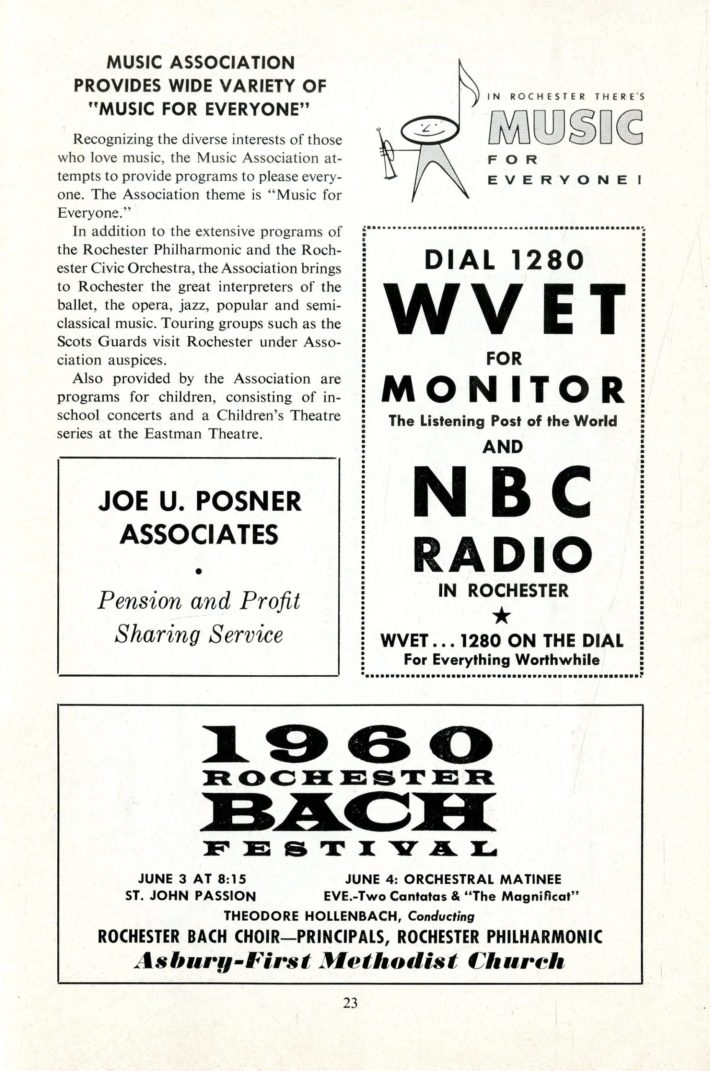 MUSIC ASSOCIATION
PROVIDES WIDE VARIETY OF
"MUSIC FOR EVERYONE"
Recognizing the diverse interests of those
who love music, the Music Association at-
tempts to provide programs to please every-
one. The Association theme is "Music for
Everyone."
In addition to the extensive programs of
the Rochester Philharmonic and the Roch-
ester Civic Orchestra, the Association brings
to Rochester the great interpreters of the
ballet, the opera, jazz, popular and semi-
classical music. Touring groups such as the
Scots Guards visit Rochester under Asso-
ciation auspices.
Also provided by the Association are
programs for children, consisting of in-
school concerts and a Children's Theatre
series at the Eastman Theatre.
IN ROCHESTER THERE'S
MUSIC
FOR
EVERYONE!
JOE U. POSNER
ASSOCIATES
•
Pension and Profit
Sharing Service
DIAL 1280
WVET
FOR
MONITOR
The Listening Post of the World
AND
NBC
RADIO
IN ROCHESTER
★
WVET...1280 ON THE DIAL
For Everything Worthwhile
1960
ROCHESTER
BACH
FESTIVAL
JUNE 3 AT 8:15
ST. JOHN PASSION
JUNE 4: ORCHESTRAL MATINEE
EVE.-Two Cantatas & "The Magnificat"
THEODORE HOLLENBACH, Conducting
ROCHESTER BACH CHOIR—PRINCIPALS, ROCHESTER PHILHARMONIC
Asbury-First Methodist Church
23